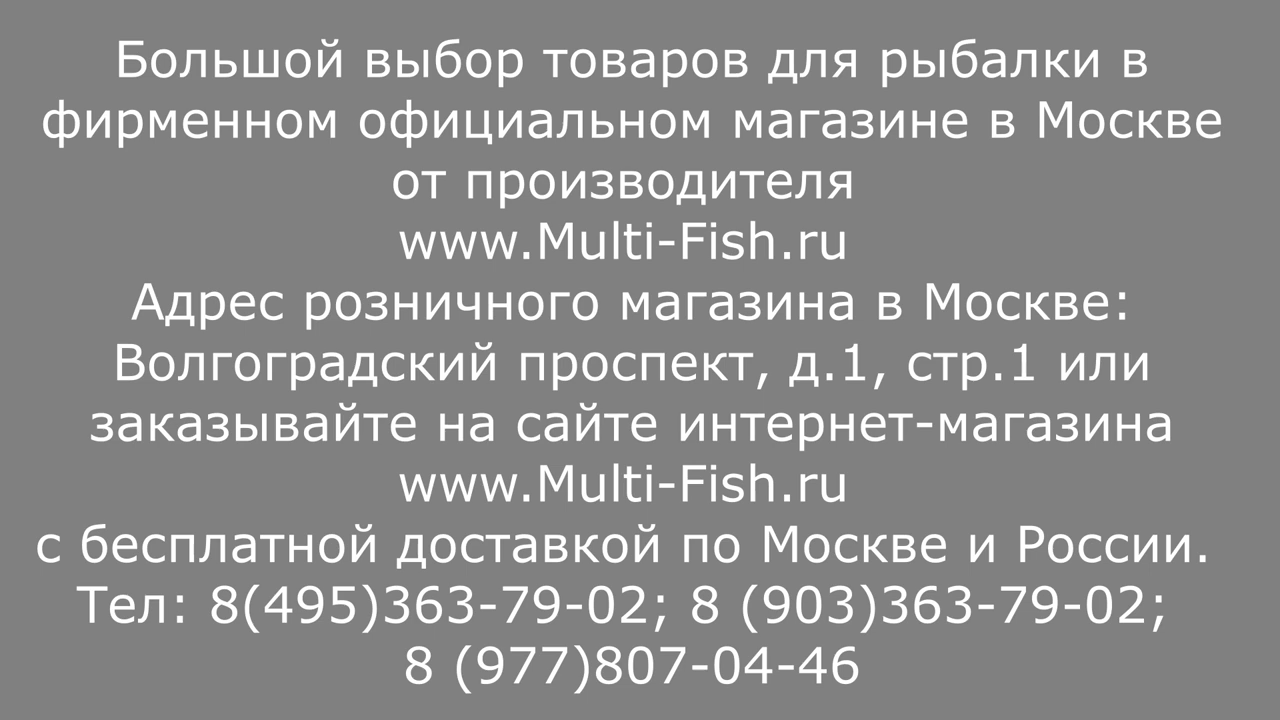 Большой выбор товаров для рыбалки в
фирменном официальном магазине в Москве
от производителя
www.Multi-Fish.ru
Адрес розничного магазина в Москве:
Волгоградский проспект, д.1, стр.1 или
заказывайте на сайте интернет-магазина
www.Multi-Fish.ru
с бесплатной доставкой по Москве и России.
Тел: 8(495)363-79-02; 8 (903)363-79-02;
8 (977)807-04-46